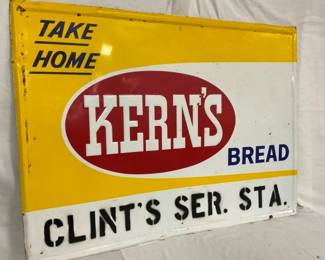 TAKE
HOME
KERN'S
BREAD
CLINT'S SER. STA.